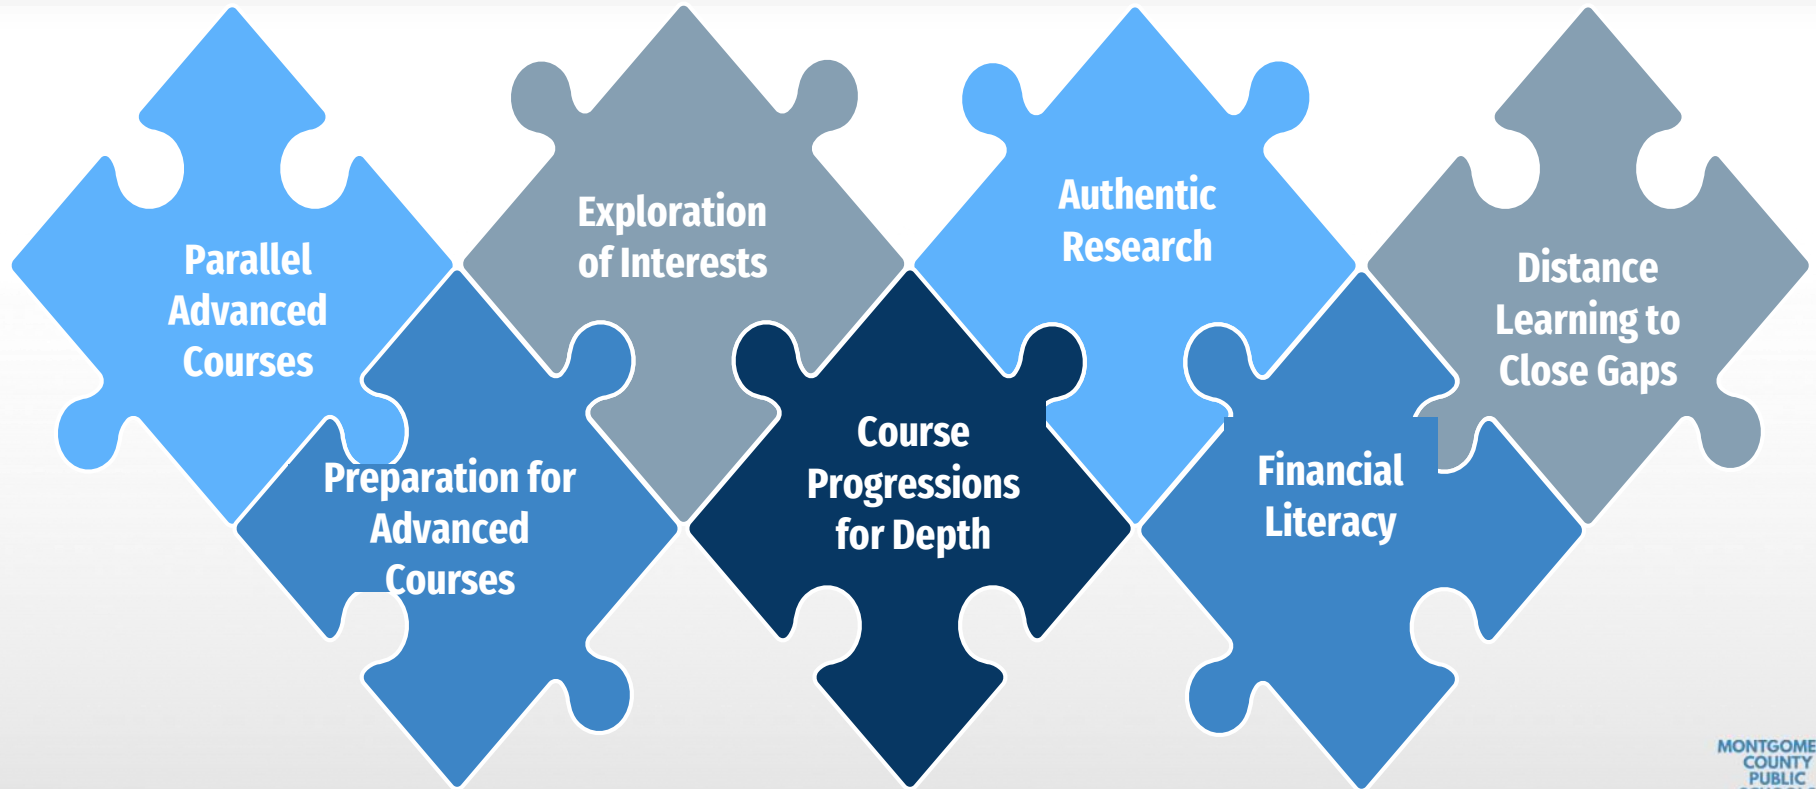 Parallel
Advanced
Courses
Exploration
of Interests
Authentic
Research
Distance
Learning to
Close Gaps
Preparation for
Advanced
Courses
Course
Progressions
for Depth
Financial
Literacy
MONTGOME
COUNTY
PUBLIC